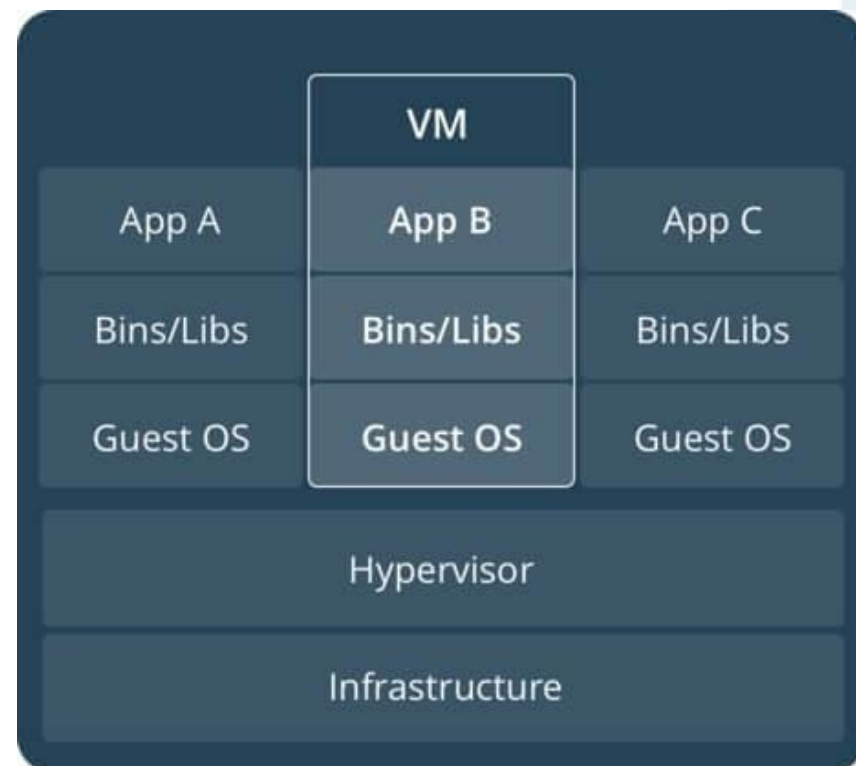 VM
App A App B App C
Bins/Libs Bins/Libs Bins/Libs
Guest OS Guest OS Guest OS
Hypervisor
Infrastructure